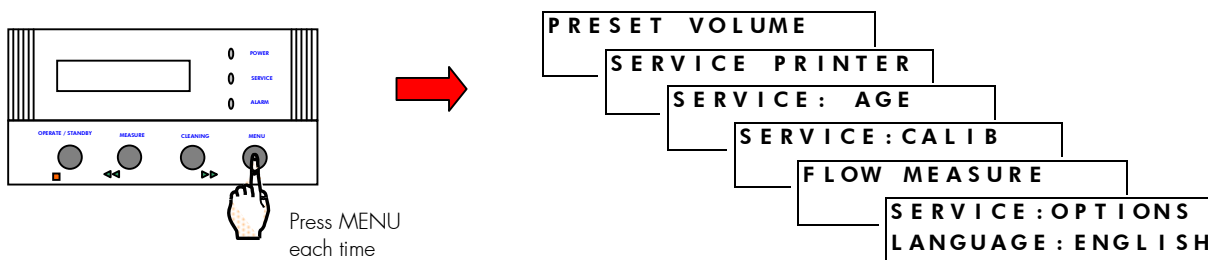 POWER
SERVICE
ALARM
OPERATE / STANDBY
MEASURE
CLEANING
MENU
Press MENU
each time
PRESET VOLUME
SERVICE PRINTER
SERVICE: AGE
SERVICE:CALIB
FLOW MEASURE
SERVICE:OPTIONS
LANGUAGE:ENGLISH